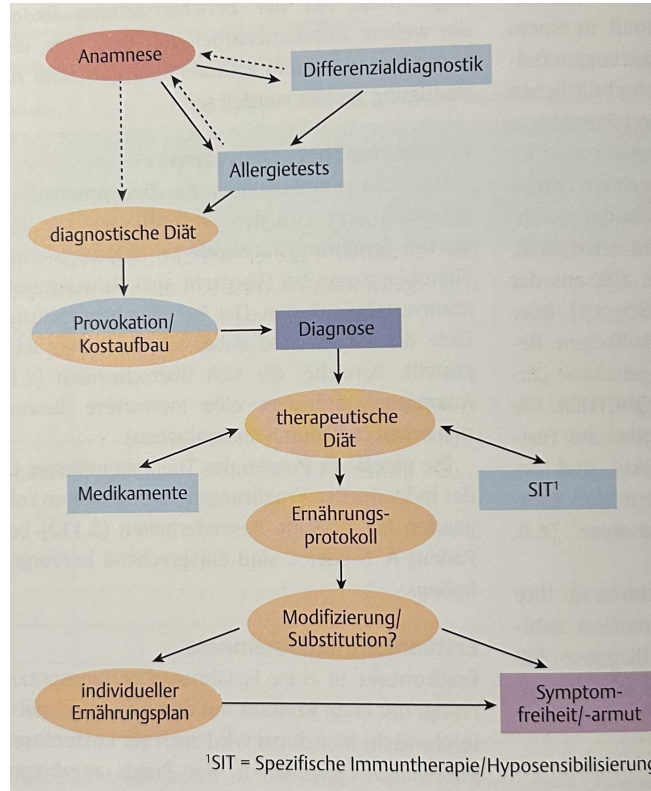 Anamnese
Differenzialdiagnostik
Allergietests
diagnostische Diät
Provokation/
Kostaufbau
Diagnose
therapeutische
Diät
Medikamente
SIT¹
Ernährungs-
protokoll
Modifizierung/
Substitution?
individueller
Ernährungsplan
Symptom-
freiheit/-armut
¹SIT = Spezifische Immuntherapie/Hyposensibilisierung